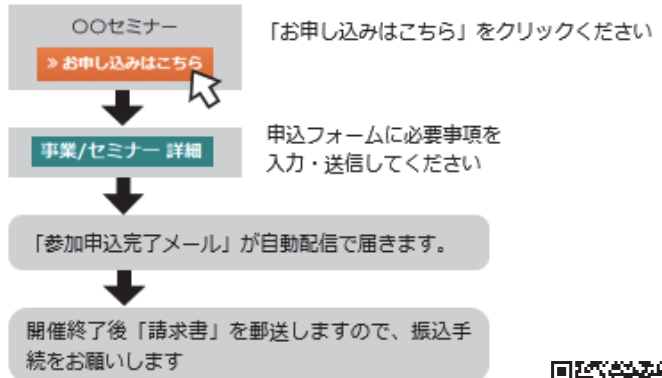 〇〇セミナー
「お申し込みはこちら」をクリックください
» お申し込みはこちら
事業/セミナー 詳細
申込フォームに必要事項を
入力・送信してください
「参加申込完了メール」が自動配信で届きます。
開催終了後「請求書」を郵送しますので、振込手
続をお願いします